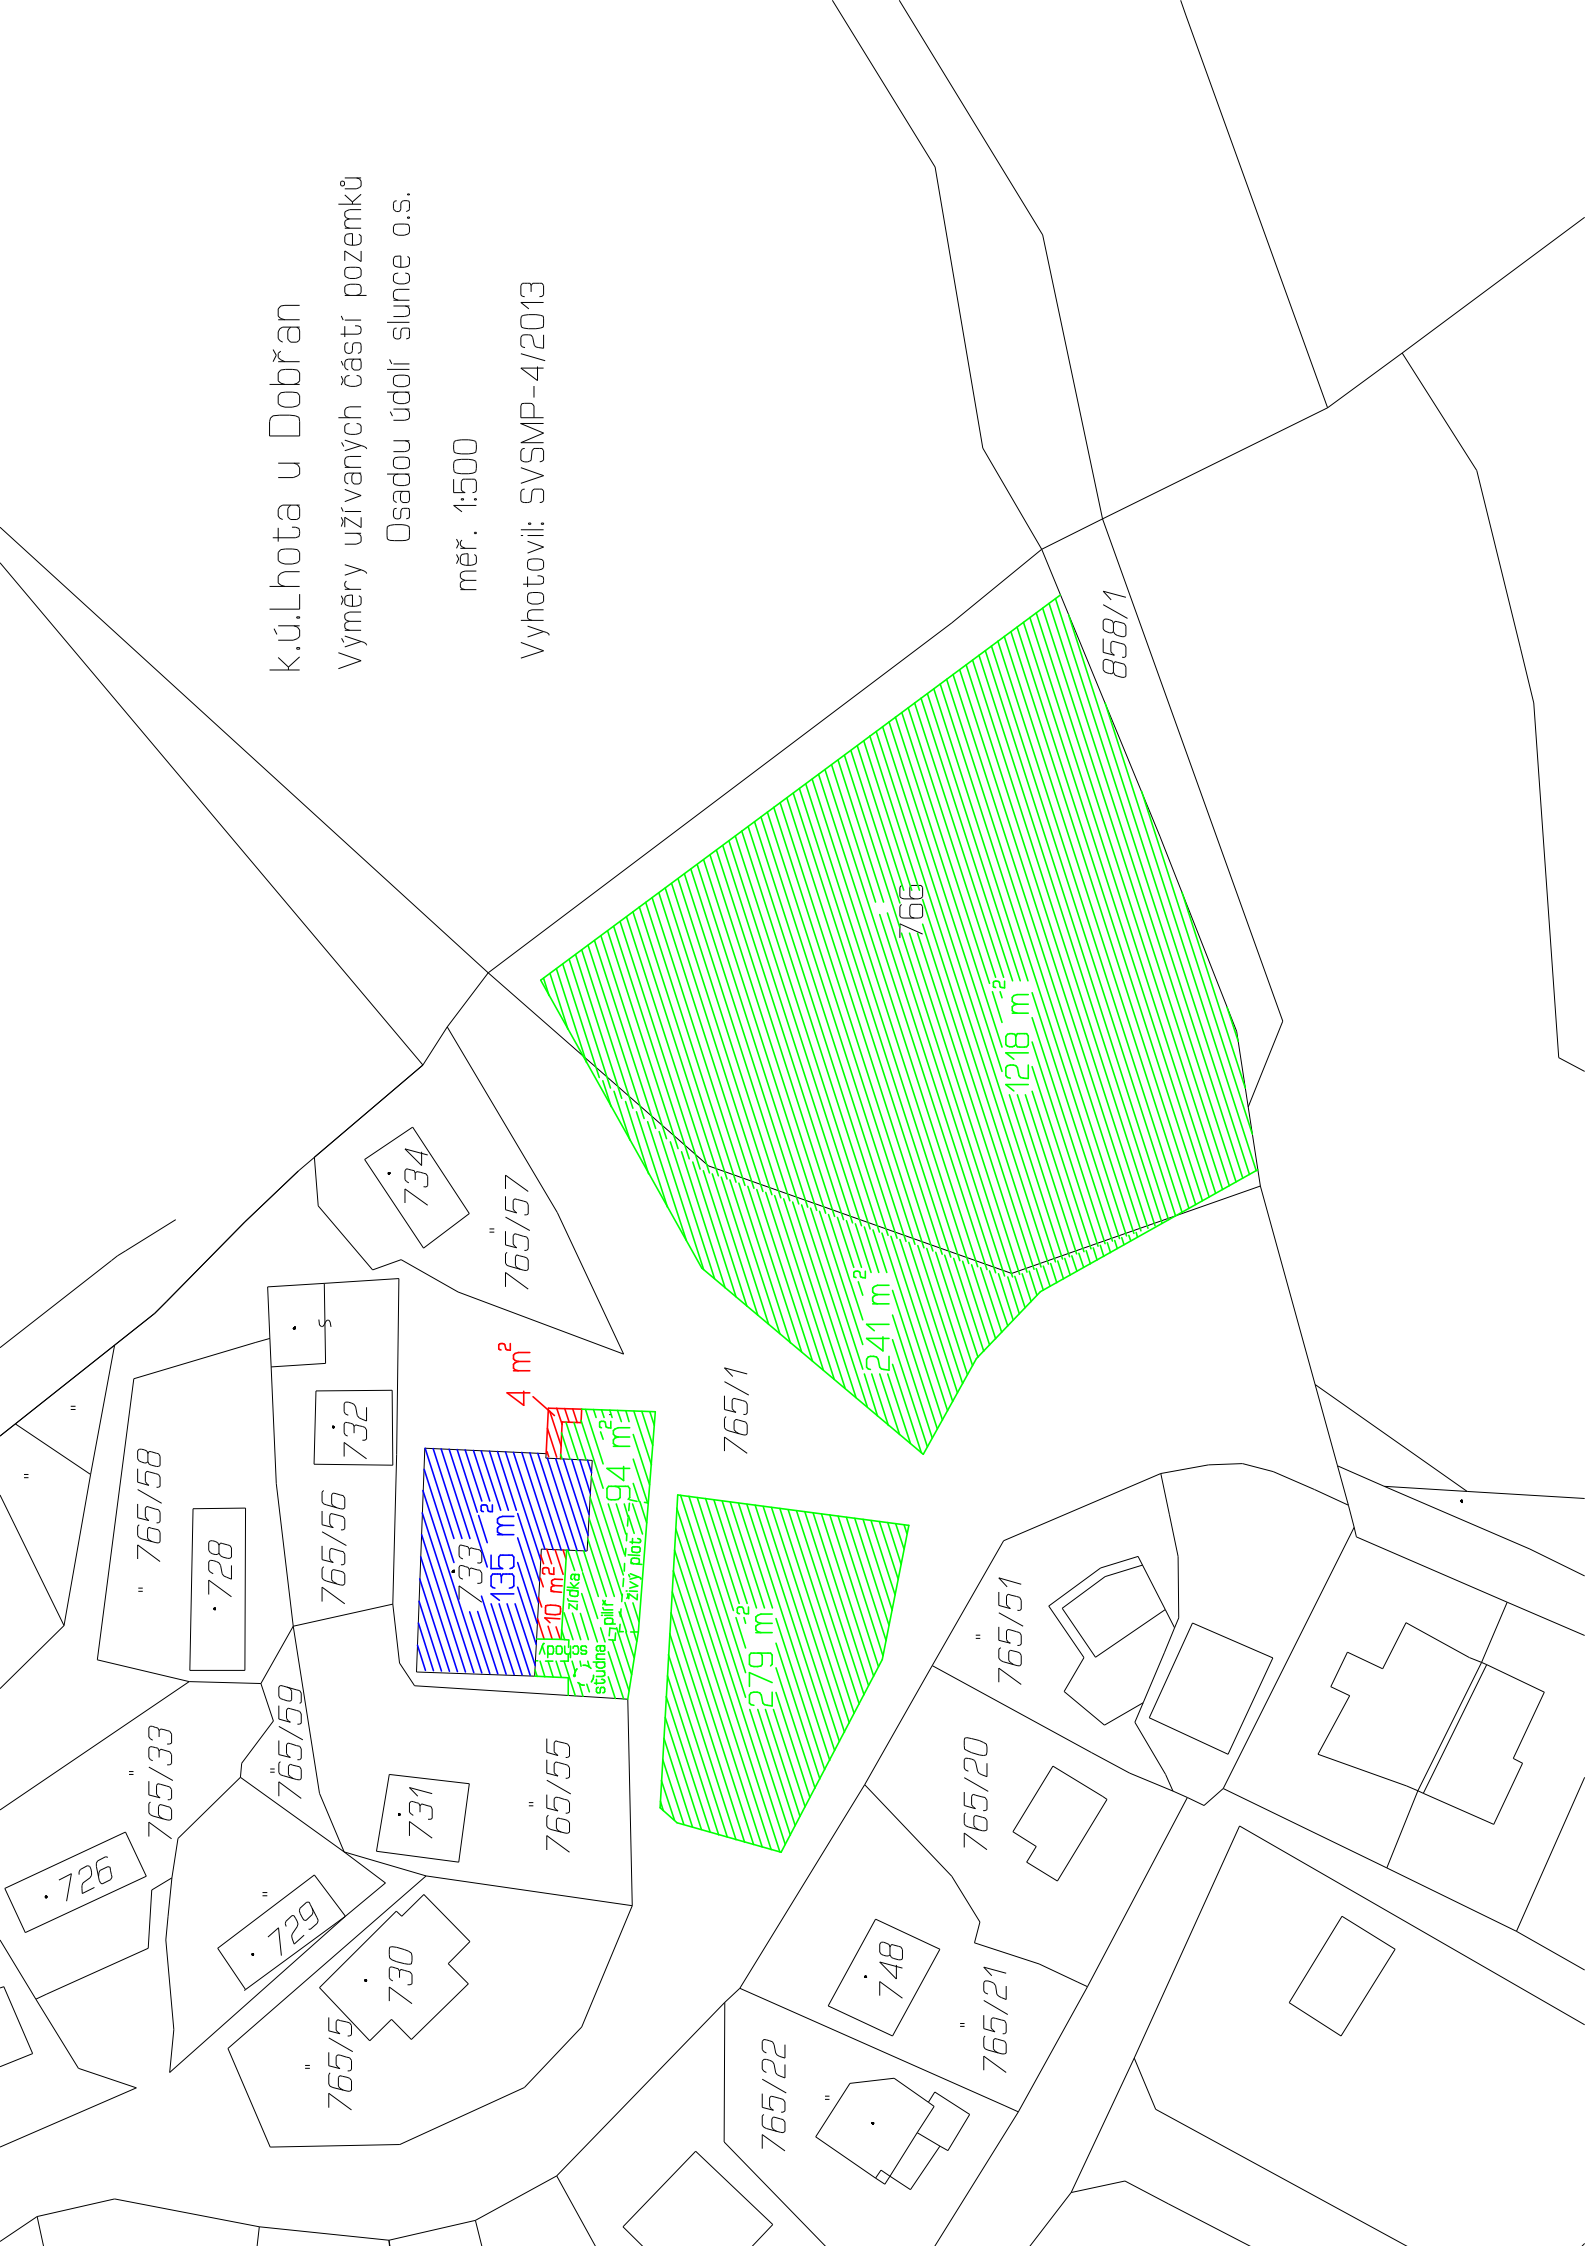 k.ú.Lhota u Dobřan
Výměry užívaných částí pozemků
Osadou údolí slunce o.s.
měř. 1:500
Vyhotovil: SVSMP-4/2013
858/1
766
1218 m²
241 m²
734
765/57
4 m²
765/1
732
765/58
765/56
728
733
135 m²
94 m²
10 m²
zídka
živý plot
pilíř
schody
studna
279 m²
765/51
765/59
765/33
731
765/55
765/20
726
729
730
748
765/5
765/21
765/22